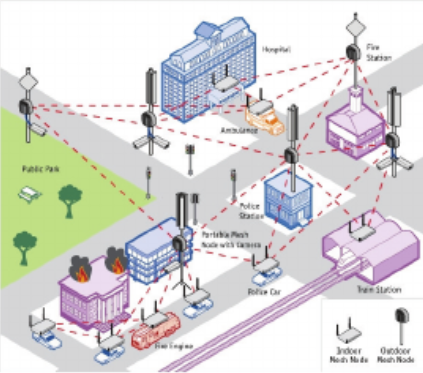 Hospital
Fire
Station
Ambulance
Public Park
Police
Station
Portable Mesh
Node with Camera
Police Car
Train Station
Fire Engine
Indoor
Mesh Node
Outdoor
Mesh Node